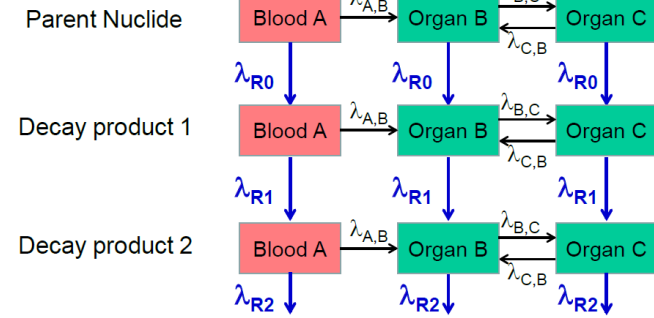 Parent Nuclide Blood A λA,B Organ B B,C λC,B Organ C
λR0 λR0 λR0
Decay product 1 Blood A λA,B Organ B λB,C λC,B Organ C
λR1 λR1 λR1
Decay product 2 Blood A λA,B Organ B λB,C λC,B Organ C
λR2 λR2 λR2